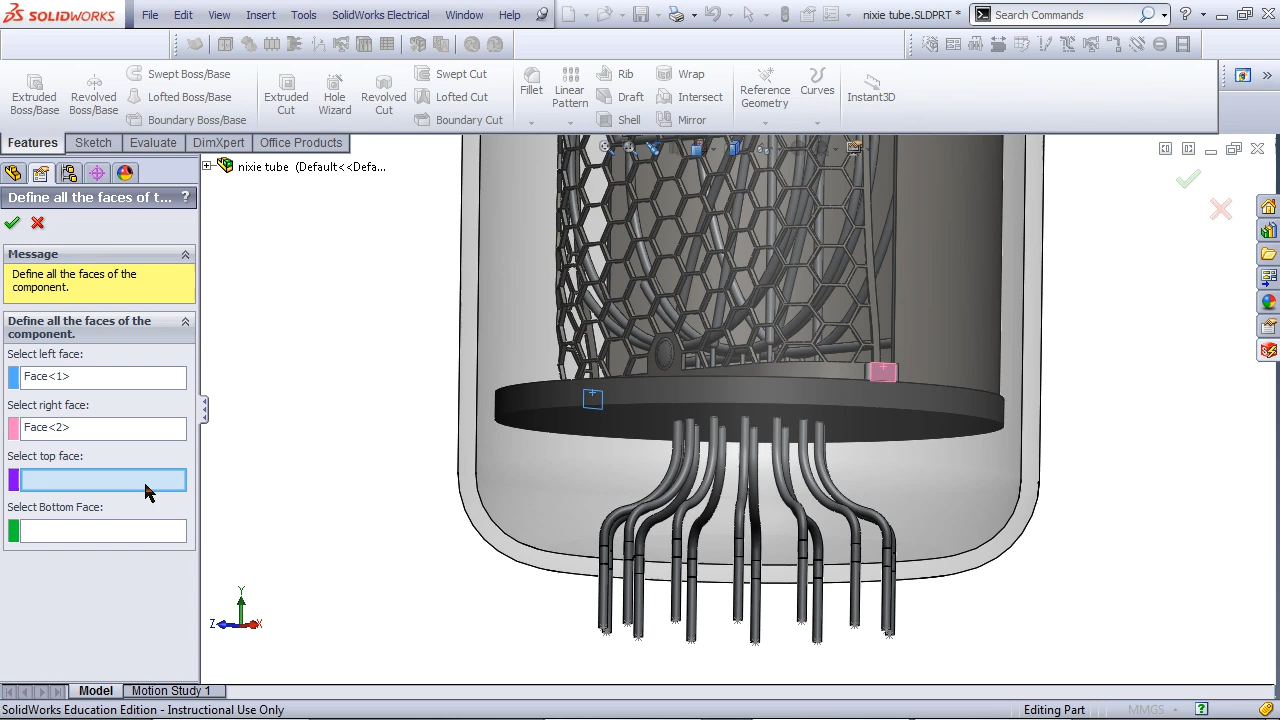 SOLIDWORKS File Edit View Insert Tools SolidWorks Electrical Window Help nixie tube.SLDPRT * Search Commands ?
Extruded Boss/Base
Revolved Boss/Base
Swept Boss/Base
Lofted Boss/Base
Boundary Boss/Base
Extruded Cut
Hole Wizard
Revolved Cut
Swept Cut
Lofted Cut
Boundary Cut
Fillet
Linear Pattern
Rib
Draft
Shell
Wrap
Intersect
Mirror
Reference Geometry
Curves
Instant3D
Features Sketch Evaluate DimXpert Office Products
nixie tube (Default<<Defa...
Define all the faces of t... ?
Message
Define all the faces of the
component.
Define all the faces of the
component.
Select left face:
Face<1>
Select right face:
Face<2>
Select top face:
Select Bottom Face:
Y
Z X
Model Motion Study 1
SolidWorks Education Edition - Instructional Use Only Editing Part MMGS ?